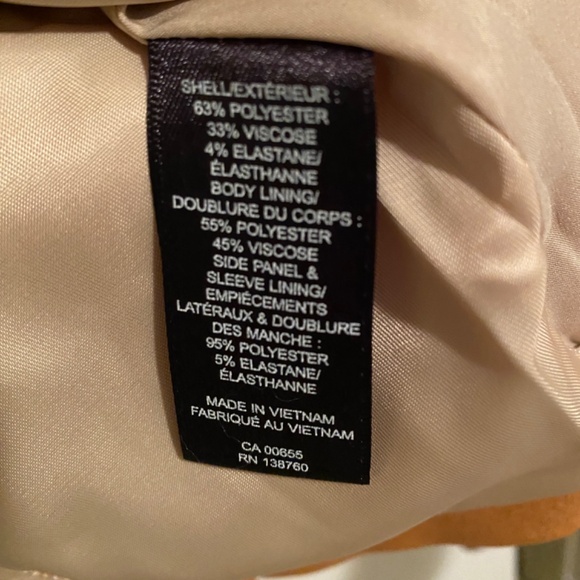 SHELL/EXTÉRIEUR :
63% POLYESTER
33% VISCOSE
4% ELASTANE/
ÉLASTHANNE
BODY LINING/
DOUBLURE DU CORPS :
55% POLYESTER
45% VISCOSE
SIDE PANEL &
SLEEVE LINING/
EMPIÈCEMENTS
LATÉRAUX & DOUBLURE
DES MANCHE :
95% POLYESTER
5% ELASTANE/
ÉLASTHANNE
MADE IN VIETNAM
FABRIQUÉ AU VIETNAM
CA 00855
RN 138760